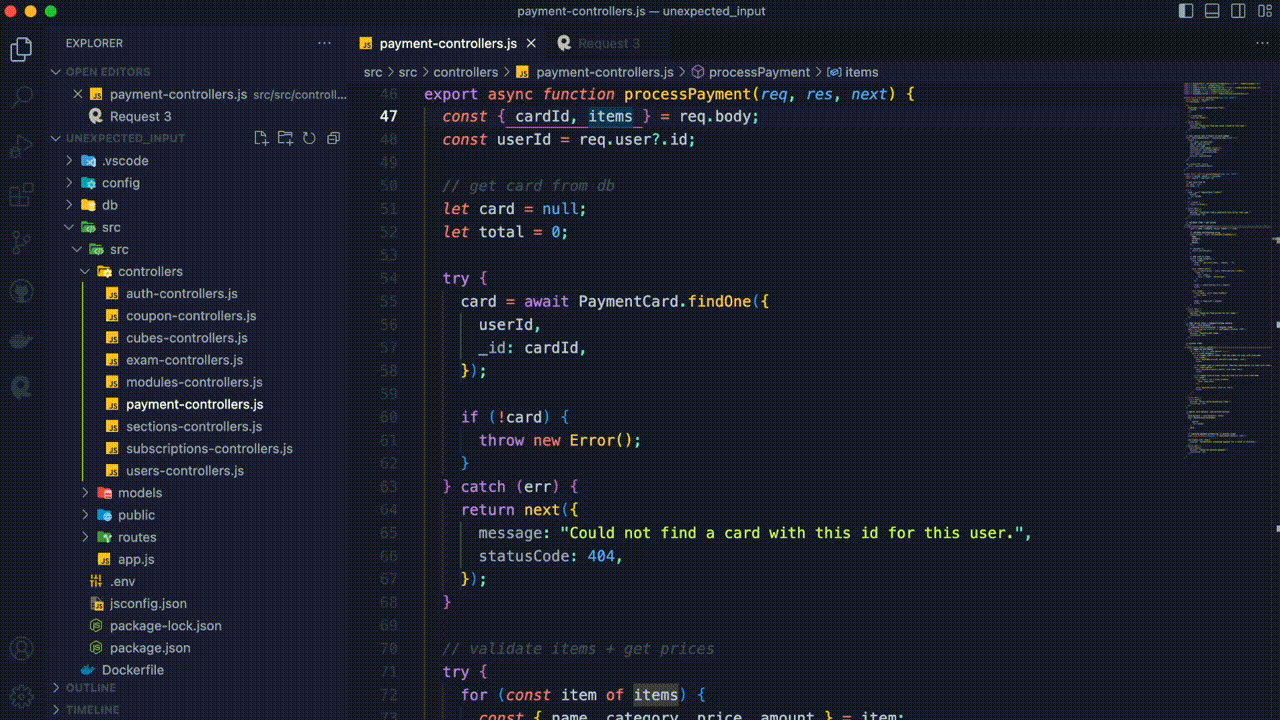 payment-controllers.js — unexpected_input
EXPLORER
OPEN EDITORS
payment-controllers.js src/src/controll...
Request 3
UNEXPECTED_INPUT
.vscode
config
db
src
src
controllers
auth-controllers.js
coupon-controllers.js
cubes-controllers.js
exam-controllers.js
modules-controllers.js
payment-controllers.js
sections-controllers.js
subscriptions-controllers.js
users-controllers.js
models
public
routes
app.js
.env
jsconfig.json
package-lock.json
package.json
Dockerfile
OUTLINE
TIMELINE
payment-controllers.js Request 3
src > src > controllers > payment-controllers.js > processPayment > items
46 export async function processPayment(req, res, next) {
47 const { cardId, items } = req.body;
48 const userId = req.user?.id;
49
50 // get card from db
51 let card = null;
52 let total = 0;
53
54 try {
55 card = await PaymentCard.findOne({
56 userId,
57 _id: cardId,
58 });
59
60 if (!card) {
61 throw new Error();
62 }
63 } catch (err) {
64 return next({
65 message: "Could not find a card with this id for this user.",
66 statusCode: 404,
67 });
68 }
69
70 // validate items + get prices
71 try {
72 for (const item of items) {
73 const { name, category, price, amount } = item;